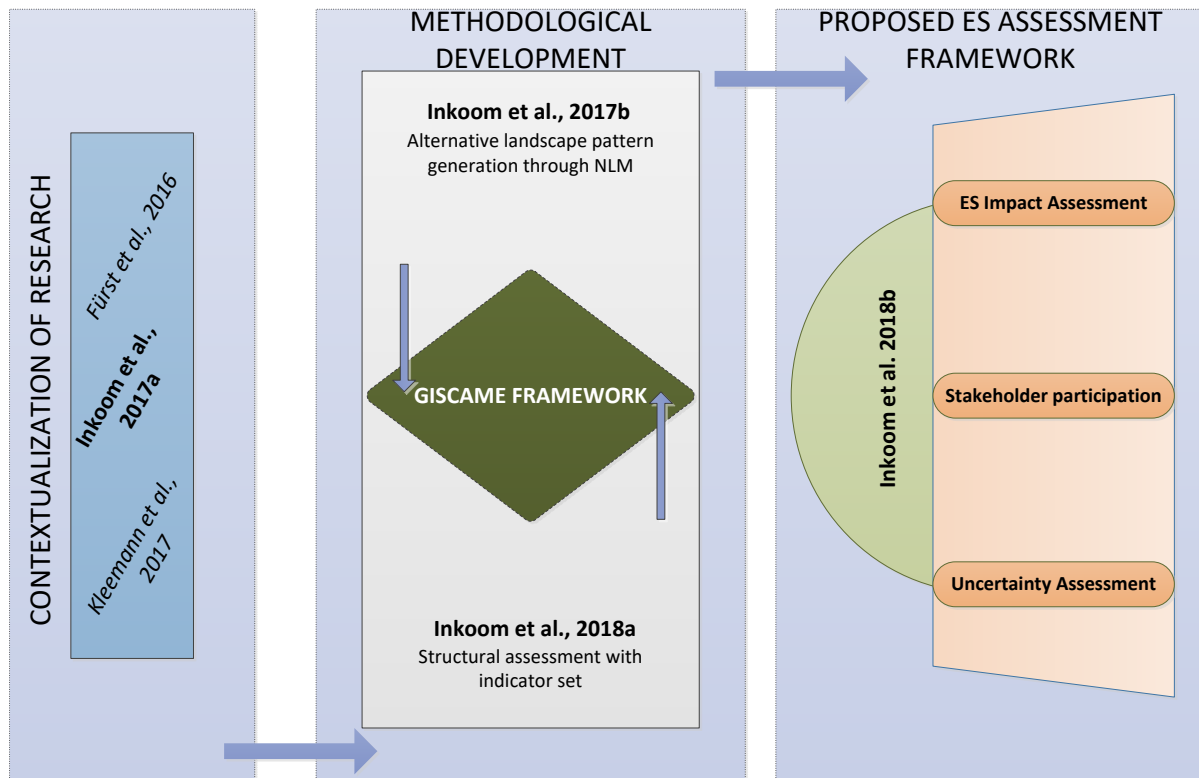 CONTEXTUALIZATION OF RESEARCH
Fürst et al., 2016
Inkoom et al.,
2017a
Kleemann et al.,
2017
METHODOLOGICAL
DEVELOPMENT
Inkoom et al., 2017b
Alternative landscape pattern
generation through NLM
GISCAME FRAMEWORK
Inkoom et al., 2018a
Structural assessment with
indicator set
PROPOSED ES ASSESSMENT
FRAMEWORK
Inkoom et al. 2018b
ES Impact Assessment
Stakeholder participation
Uncertainty Assessment